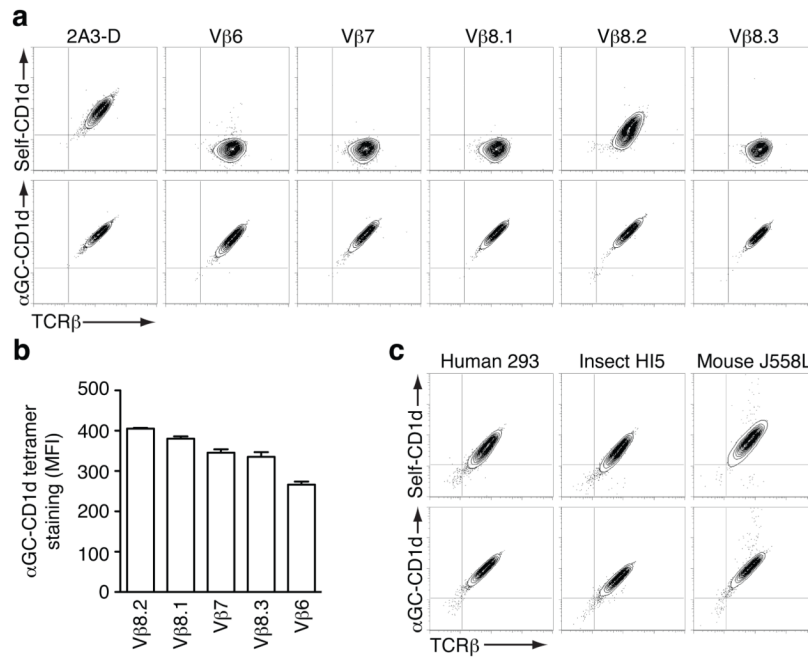 a
2A3-D Vβ6 Vβ7 Vβ8.1 Vβ8.2 Vβ8.3
Self-CD1d
αGC-CD1d
TCRβ
b
αGC-CD1d tetramer
staining (MFI)
500
400
300
200
100
0
Vβ8.2 Vβ8.1 Vβ7 Vβ8.3 Vβ6
c
Human 293 Insect HI5 Mouse J558L
Self-CD1d
αGC-CD1d
TCRβ